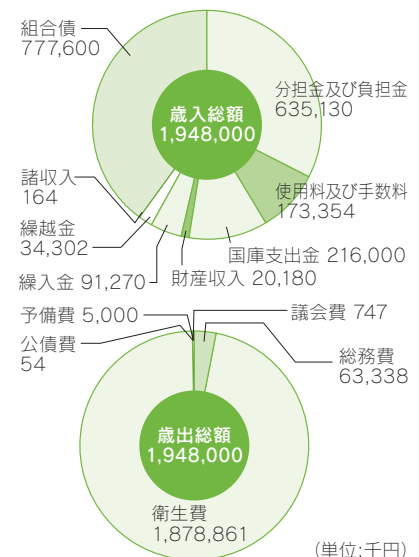 組合債
777,600
分担金及び負担金
635,130
歳入総額
1,948,000
諸収入
164
使用料及び手数料
173,354
繰越金
34,302
国庫支出金 216,000
繰入金 91,270
財産収入 20,180
予備費 5,000
議会費 747
公債費
54
総務費
63,338
歳出総額
1,948,000
衛生費
1,878,861
(単位:千円)